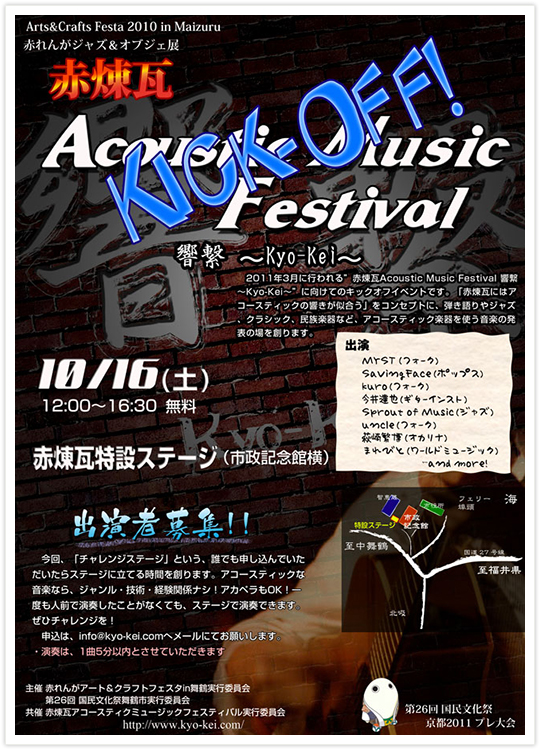 Arts&Crafts Festa 2010 in Maizuru
赤れんがジャズ＆オブジェ展
赤煉瓦
Acoustic Music
KICK-OFF!
Festival
響繋 ～Kyo-Kei～
2011年3月に行われる”赤煉瓦Acoustic Music Festival 響繋
～Kyo-Kei～”に向けてのキックオフイベントです。「赤煉瓦にはア
コースティックの響きが似合う」をコンセプトに、弾き語りやジャズ
、クラシック、民族楽器など、アコースティック楽器を使う音楽の発
表の場を創ります。
出演
MYST(フォーク)
SavingFace(ポップス)
kuro(フォーク)
今井達也(ギターインスト)
Sprout of Music(ジャズ)
uncle(フォーク)
荻崎繁博(オカリナ)
まれびと(ワールドミュージック)
…and more!
10/16(土)
12:00～16:30 無料
赤煉瓦特設ステージ(市政記念館横)
出演者募集!!
今回、「チャレンジステージ」という、誰でも申し込んでいた
だいたらステージに立てる時間を創ります。アコースティックな
音楽なら、ジャンル・技術・経験関係ナシ！アカペラもOK！一
度も人前で演奏したことがなくても、ステージで演奏できます。
ぜひチャレンジを！
申込は、info@kyo-kei.comへメールにてお願いします。
・演奏は、1曲5分以内とさせていただきます
フェリー
埠頭
海
特設ステージ
市政
記念館
至中舞鶴
国道27号線
至福井県
北吸
主催 赤れんがアート＆クラフトフェスタin舞鶴実行委員会
第26回 国民文化祭舞鶴市実行委員会
共催 赤煉瓦アコースティクミュージックフェスティバル実行委員会
http://www.kyo-kei.com/
第26回 国民文化祭
京都2011 プレ大会